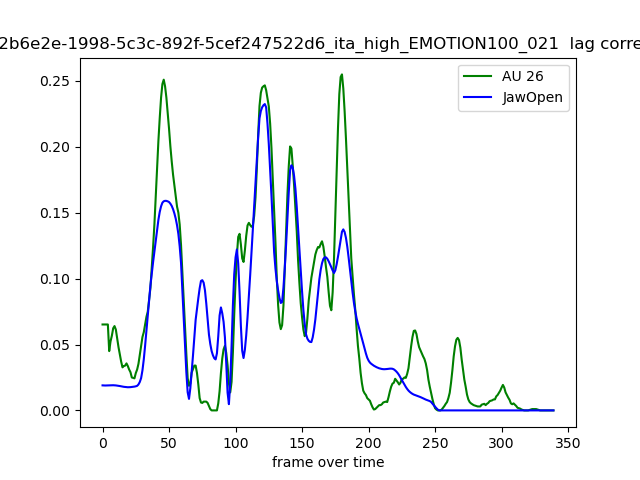 2b6e2e-1998-5c3c-892f-5cef247522d6_ita_high_EMOTION100_021 lag corre
AU 26
JawOpen
0.25
0.20
0.15
0.10
0.05
0.00
0 50 100 150 200 250 300 350
frame over time